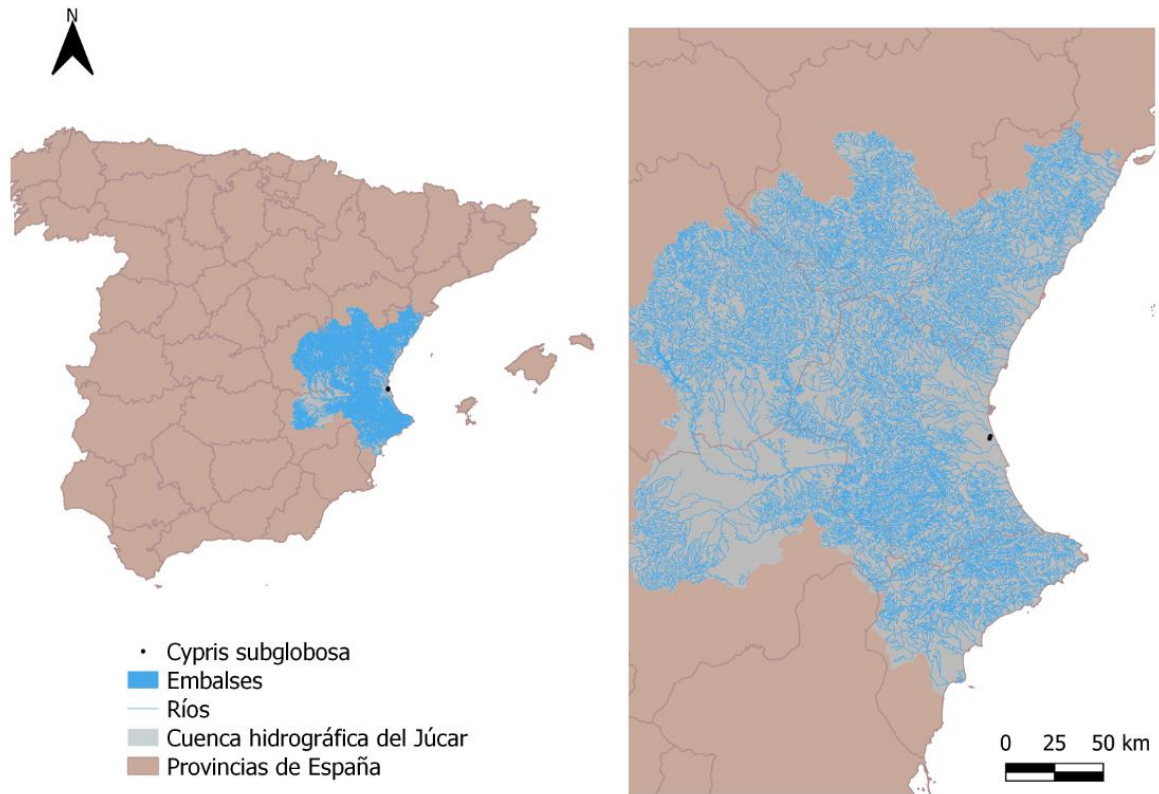 N
Cypris subglobosa
Embalses
Ríos
Cuenca hidrográfica del Júcar
Provincias de España
0 25 50 km